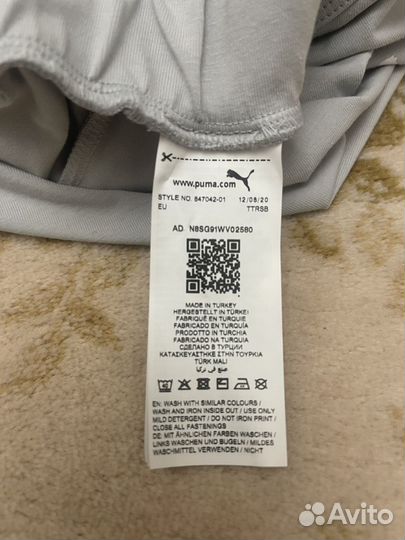 www.puma.com
STYLE NO. 847042-01 12/08/20
EU TTRSB
AD N8SG91WV02580
MADE IN TURKEY
HERGESTELLT IN TÜRKEI
FABRIQUÉ EN TURQUIE
FABRICADO EN TURQUÍA
PRODOTTO IN TURCHIA
FABRICADO NA TURQUIA
СДЕЛАНО В ТУРЦИИ
ΚΑΤΑΣΚΕΥΑΣΤΗΚΕ ΣΤΗΝ ΤΟΥΡΚΙΑ
TÜRK MALI
صنع في تركيا
EN: WASH WITH SIMILAR COLOURS /
WASH AND IRON INSIDE OUT / USE ONLY
MILD DETERGENT / DO NOT IRON PRINT /
CLOSE ALL FASTENINGS
DE: MIT ÄHNLICHEN FARBEN WASCHEN /
LINKS WASCHEN UND BÜGELN / MILDES
WASCHMITTEL VERWENDEN / NICHT
Avito